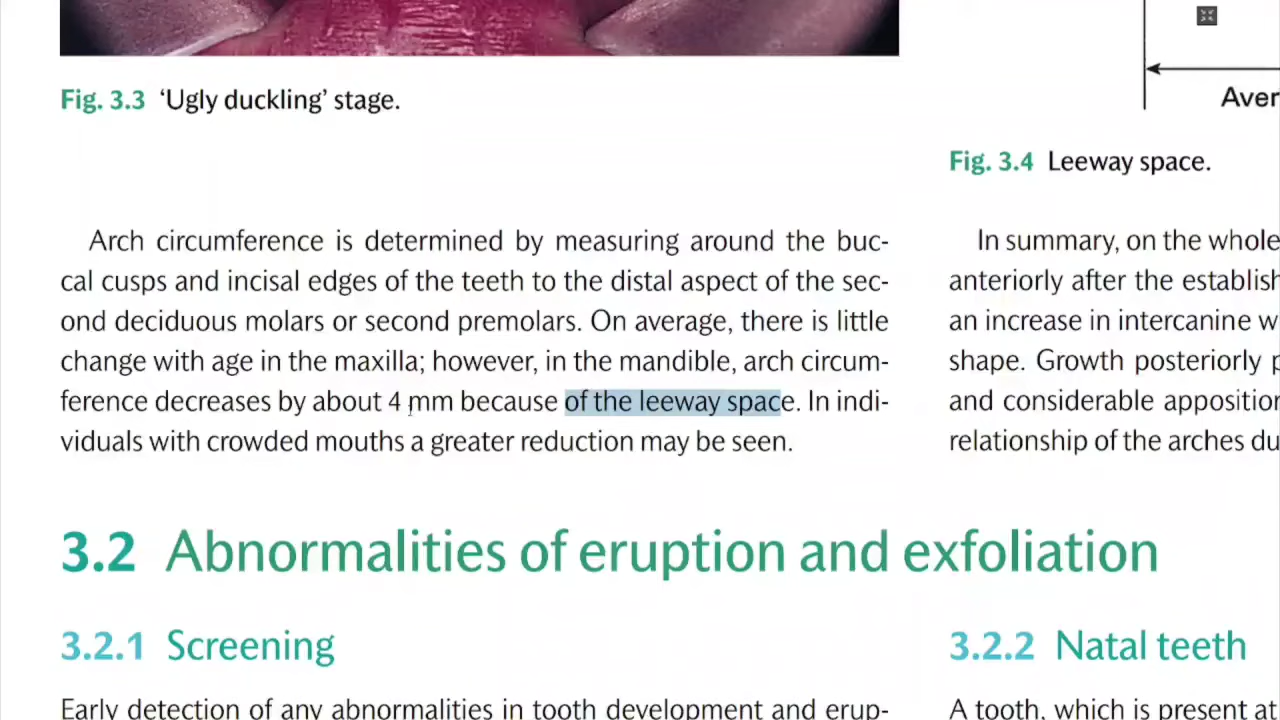 Fig. 3.3 ‘Ugly duckling’ stage.
Arch circumference is determined by measuring around the buc-
cal cusps and incisal edges of the teeth to the distal aspect of the sec-
ond deciduous molars or second premolars. On average, there is little
change with age in the maxilla; however, in the mandible, arch circum-
ference decreases by about 4 mm because of the leeway space. In indi-
viduals with crowded mouths a greater reduction may be seen.
Fig. 3.4 Leeway space.
In summary, on the whole
anteriorly after the
an increase in intercanine
shape. Growth posteriorly
and considerable
relationship of the arches
3.2 Abnormalities of eruption and exfoliation
3.2.1 Screening
Early detection of any abnormalities in tooth development and erup-
3.2.2 Natal teeth
A tooth, which is present at